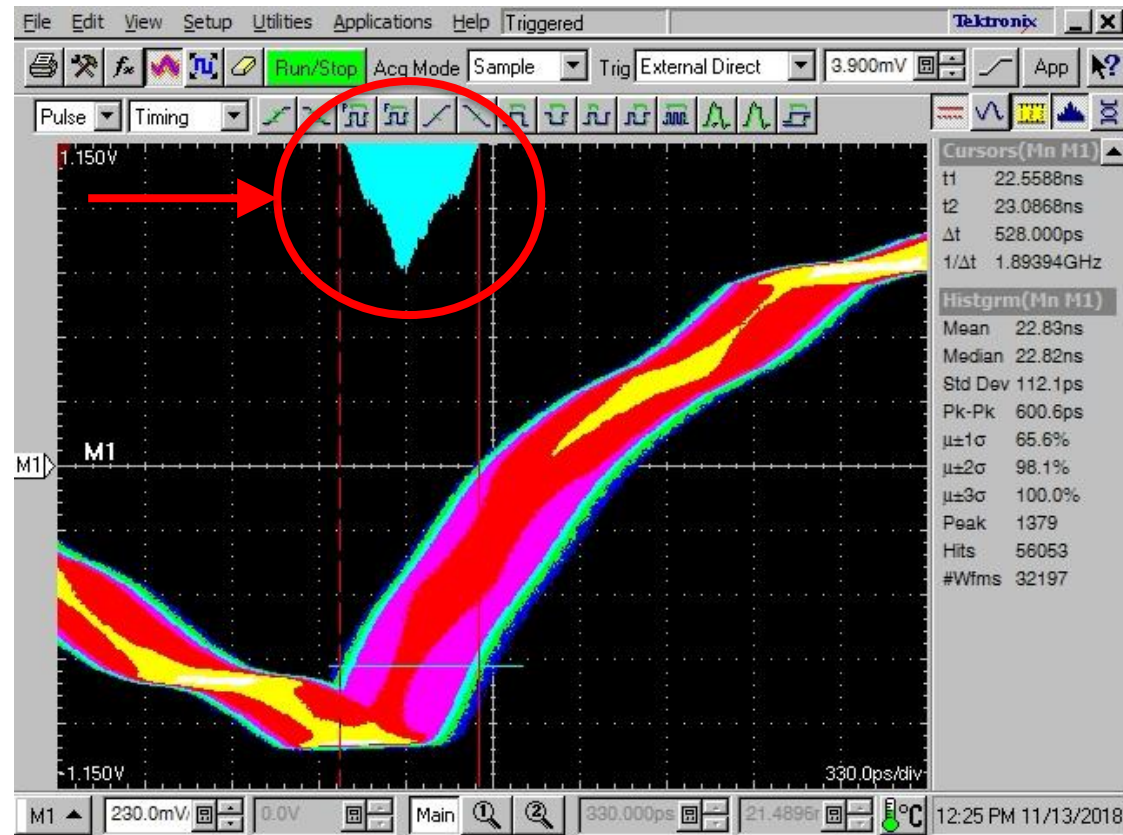 File Edit View Setup Utilities Applications Help Triggered Tektronix
Run/Stop Acq Mode Sample Trig External Direct 3.900mV App
Pulse Timing
1.150V
M1
M1
-1.150V
330.0ps/div
Cursors(Mn M1)
t1 22.5588ns
t2 23.0868ns
Δt 528.000ps
1/Δt 1.89394GHz
Histgrm(Mn M1)
Mean 22.83ns
Median 22.82ns
Std Dev 112.1ps
Pk-Pk 600.6ps
µ±1σ 65.6%
µ±2σ 98.1%
µ±3σ 100.0%
Peak 1379
Hits 56053
#Wfms 32197
M1 230.0mV/ 0.0V Main 1 2 330.000ps 21.4896 °C 12:25 PM 11/13/2018